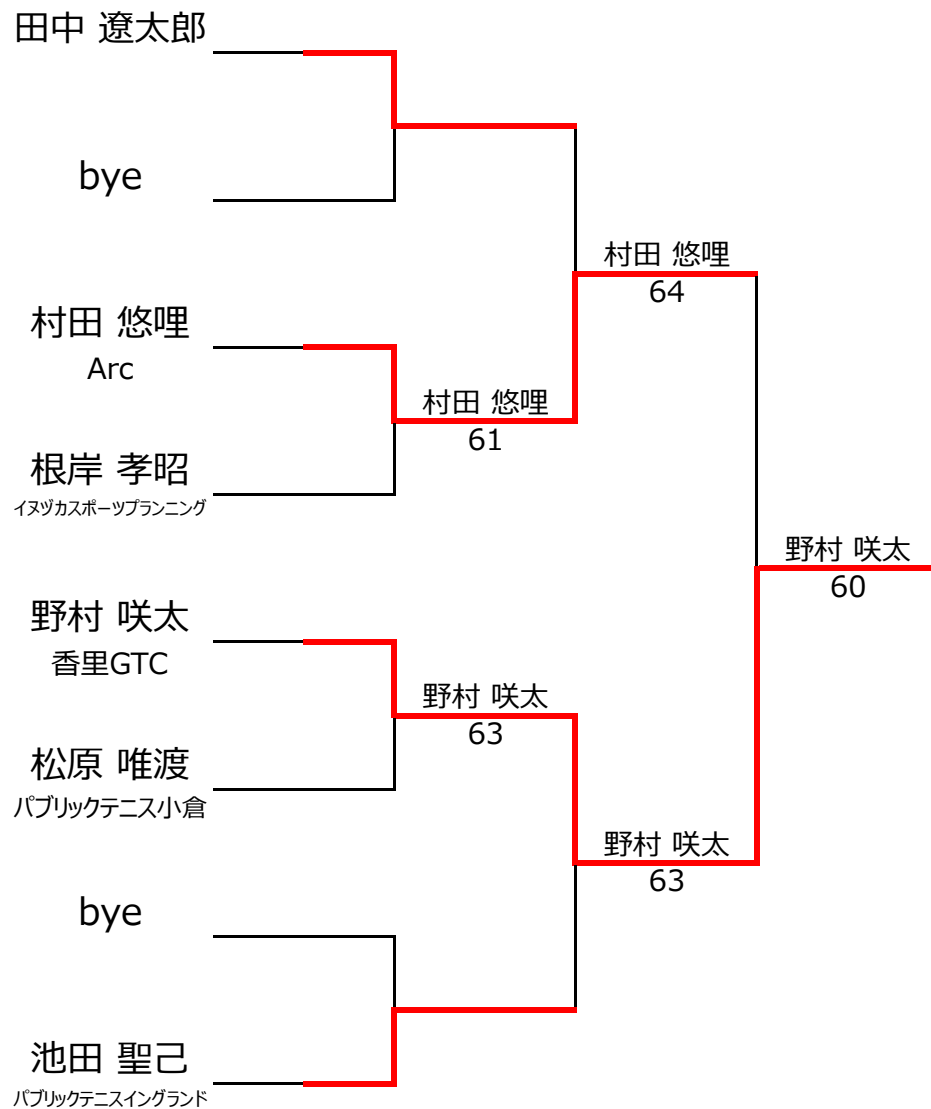 田中 遼太郎
bye
村田 悠哩
64
村田 悠哩
Arc
村田 悠哩
61
根岸 孝昭
イヌヅカスポーツプランニング
野村 咲太
60
野村 咲太
香里GTC
野村 咲太
63
松原 唯渡
パブリックテニス小倉
野村 咲太
63
bye
池田 聖己
パブリックテニスイングランド